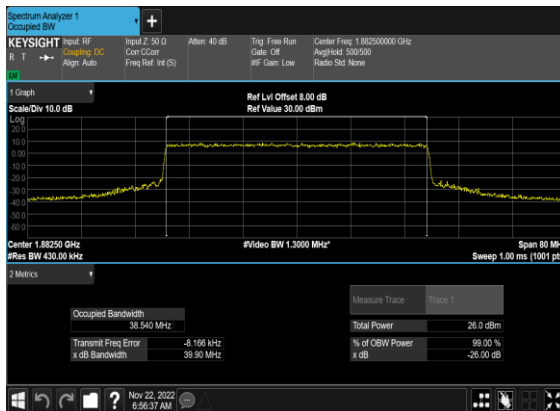 Spectrum Analyzer 1
Occupied BW
+
KEYSIGHT Input: RF Input Z: 50 Ω Atten: 40 dB Trig: Free Run Center Freq: 1.882500000 GHz
R T Coupling: DC Corr CCorr Gate: Off Avg|Hold: 500/500
Align: Auto Freq Ref: Int (S) #IF Gain: Low Radio Std: None
1 Graph
Ref Lvl Offset 8.00 dB
Scale/Div 10.0 dB Ref Value 30.00 dBm
Log
20.0
10.0
0.00
-10.0
-20.0
-30.0
-40.0
-50.0
-60.0
Center 1.88250 GHz #Video BW 1.3000 MHz* Span 80 MH
#Res BW 430.00 kHz Sweep 1.00 ms (1001 pt
2 Metrics
Measure Trace Trace 1
Occupied Bandwidth
38.540 MHz Total Power 26.0 dBm
Transmit Freq Error -8.166 kHz % of OBW Power 99.00 %
x dB Bandwidth 39.90 MHz x dB -26.00 dB
? Nov 22, 2022
6:56:37 AM